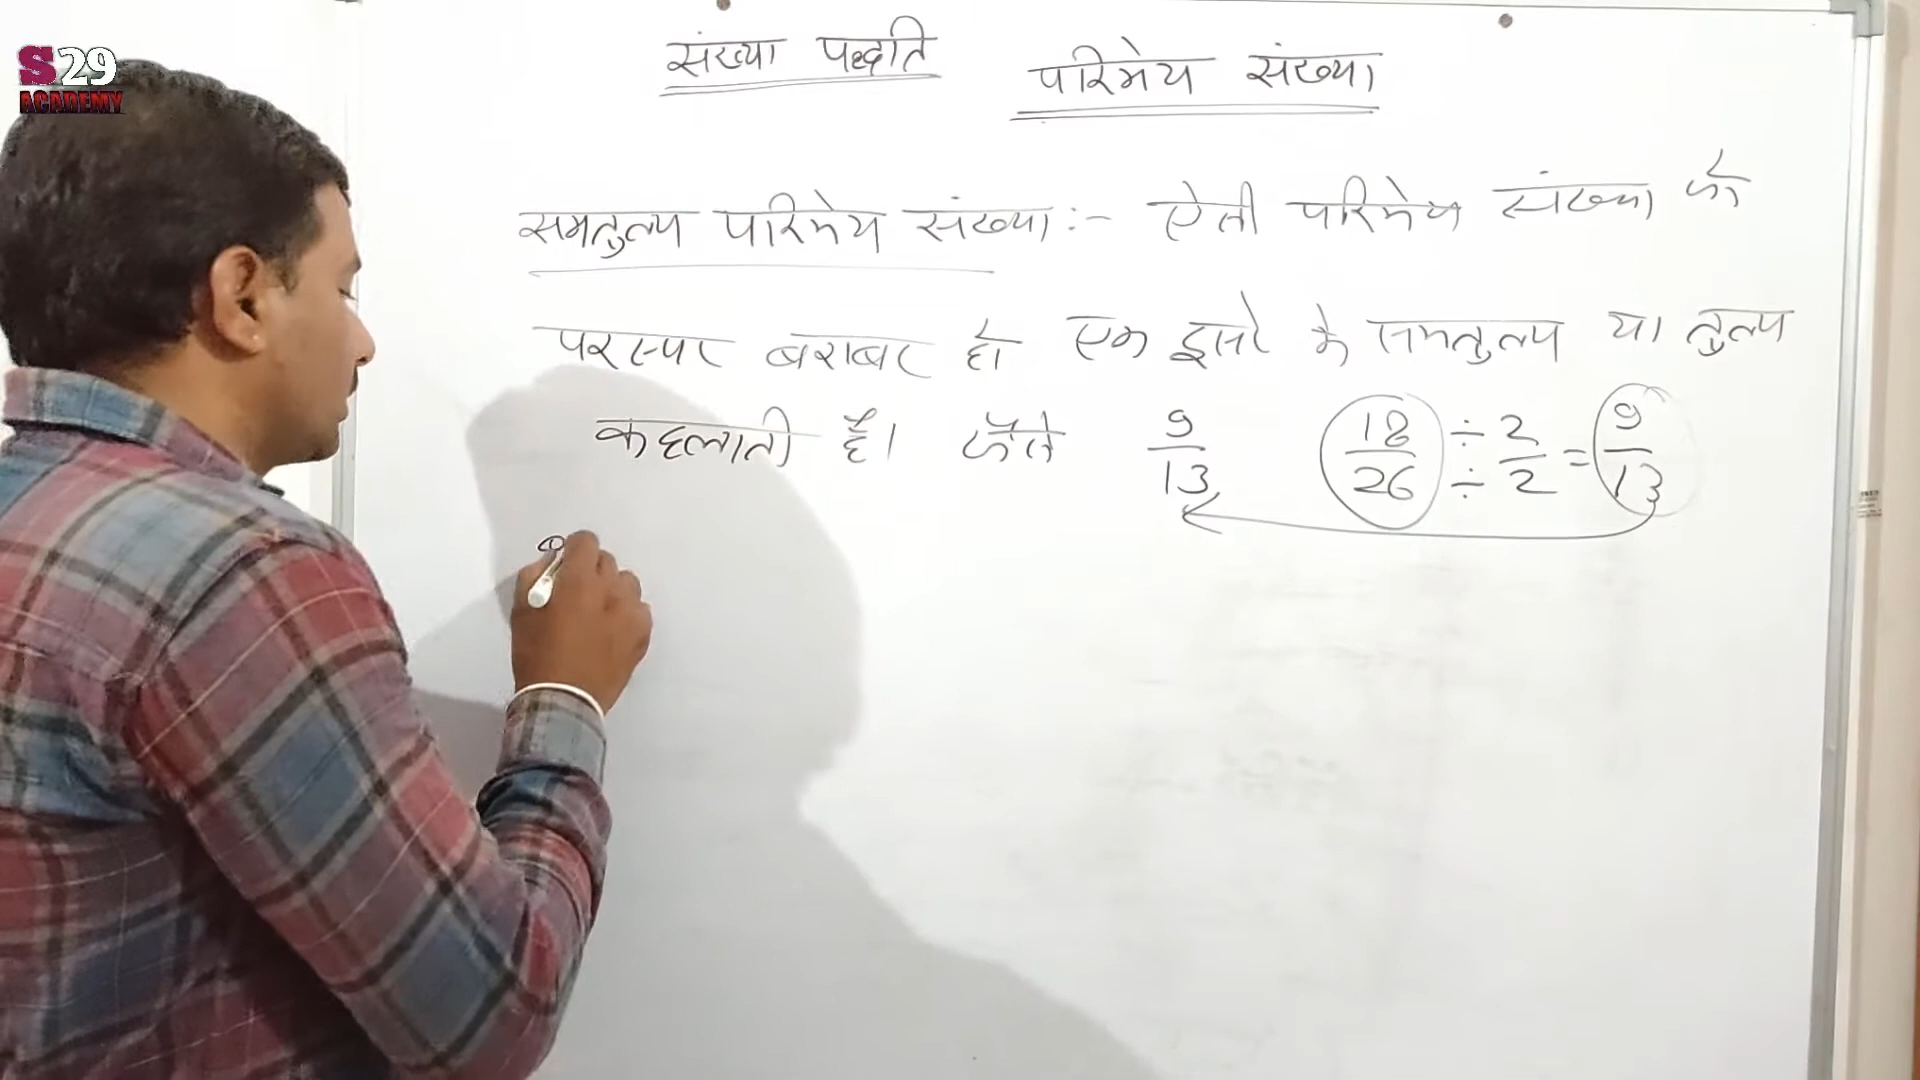 S29
ACADEMY
संख्या पद्धति परिमेय संख्या
समतुल्य परिमेय संख्या :- ऐसी परिमेय संख्या जो
परस्पर बराबर हो एक दूसरे के समतुल्य या तुल्य
कहलाती हैं। जैसे 9/13 18/26 ÷ 2/÷ 2 = 9/13
9